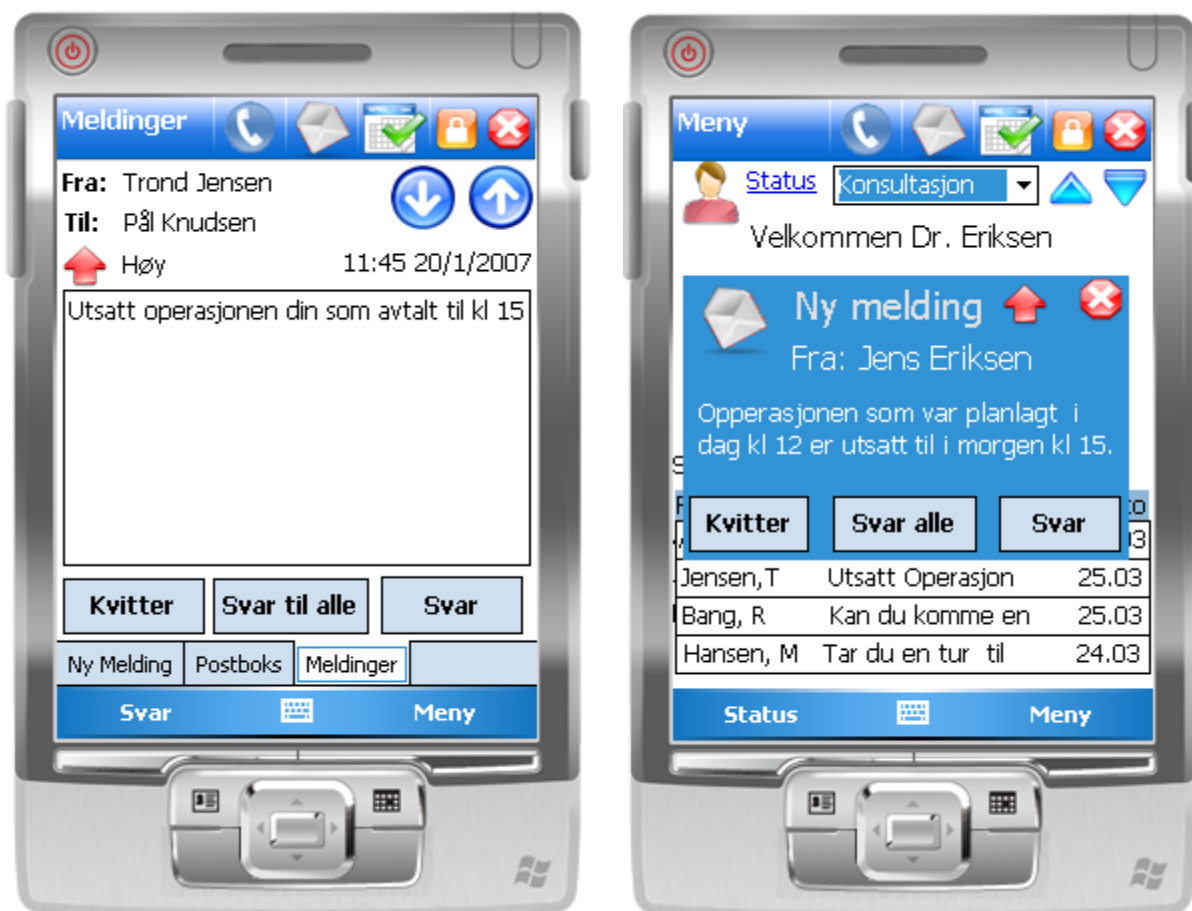 Meldinger
Fra: Trond Jensen
Til: Pål Knudsen
Høy 11:45 20/1/2007
Utsatt operasjonen din som avtalt til kl 15
Kvitter Svar til alle Svar
Ny Melding Postboks Meldinger
Svar Meny
Meny
Status Konsultasjon
Velkommen Dr. Eriksen
Ny melding
Fra: Jens Eriksen
Opperasjonen som var planlagt i
dag kl 12 er utsatt til i morgen kl 15.
Kvitter Svar alle Svar
Jensen,T Utsatt Operasjon 25.03
Bang, R Kan du komme en 25.03
Hansen, M Tar du en tur til 24.03
Status Meny